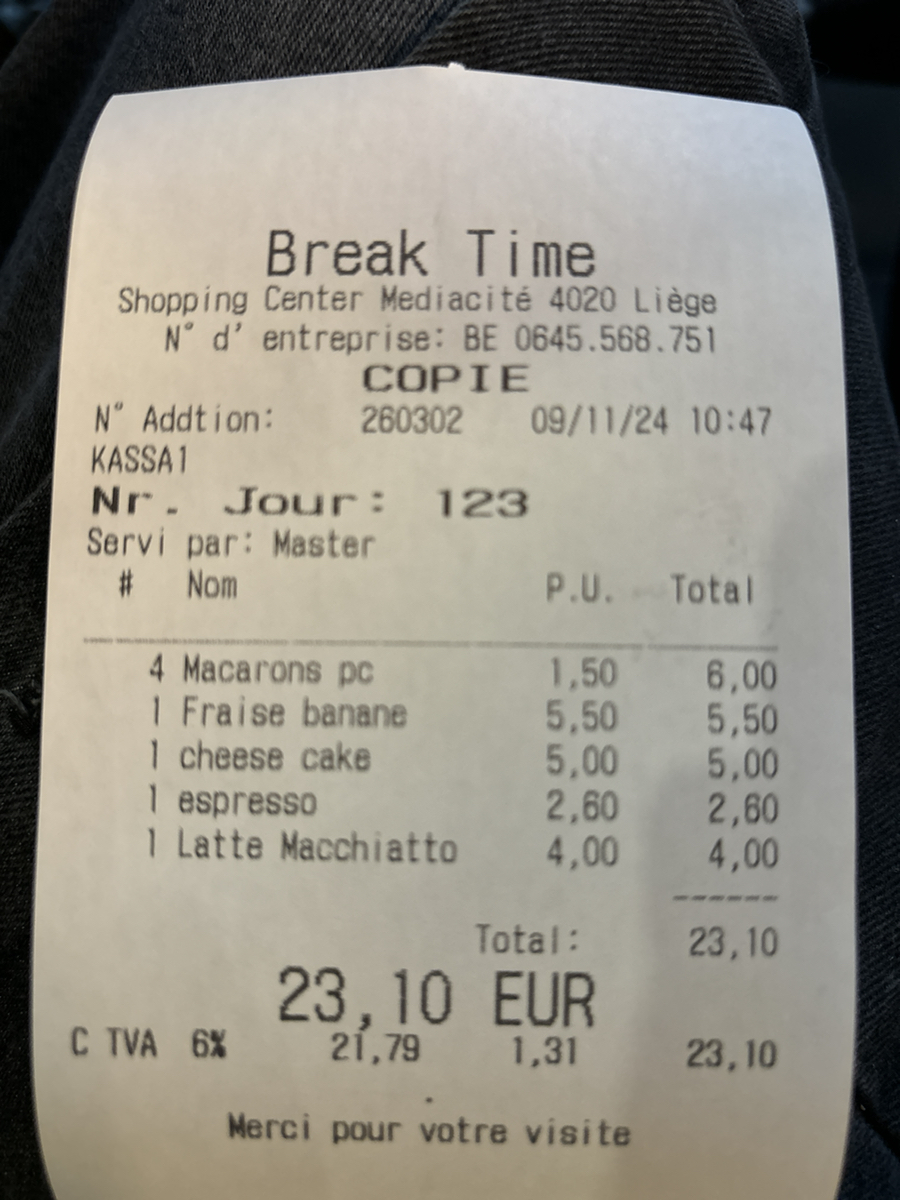 Break Time
Shopping Center Mediacité 4020 Liège
N° d' entreprise: BE 0645.568.751
COPIE
N° Addtion: 260302 09/11/24 10:47
KASSA1
Nr. Jour: 123
Servi par: Master
# Nom P.U. Total
4 Macarons pc 1,50 6,00
1 Fraise banane 5,50 5,50
1 cheese cake 5,00 5,00
1 espresso 2,60 2,60
1 Latte Macchiatto 4,00 4,00
Total: 23,10
23,10 EUR
C TVA 6% 21,79 1,31 23,10
Merci pour votre visite